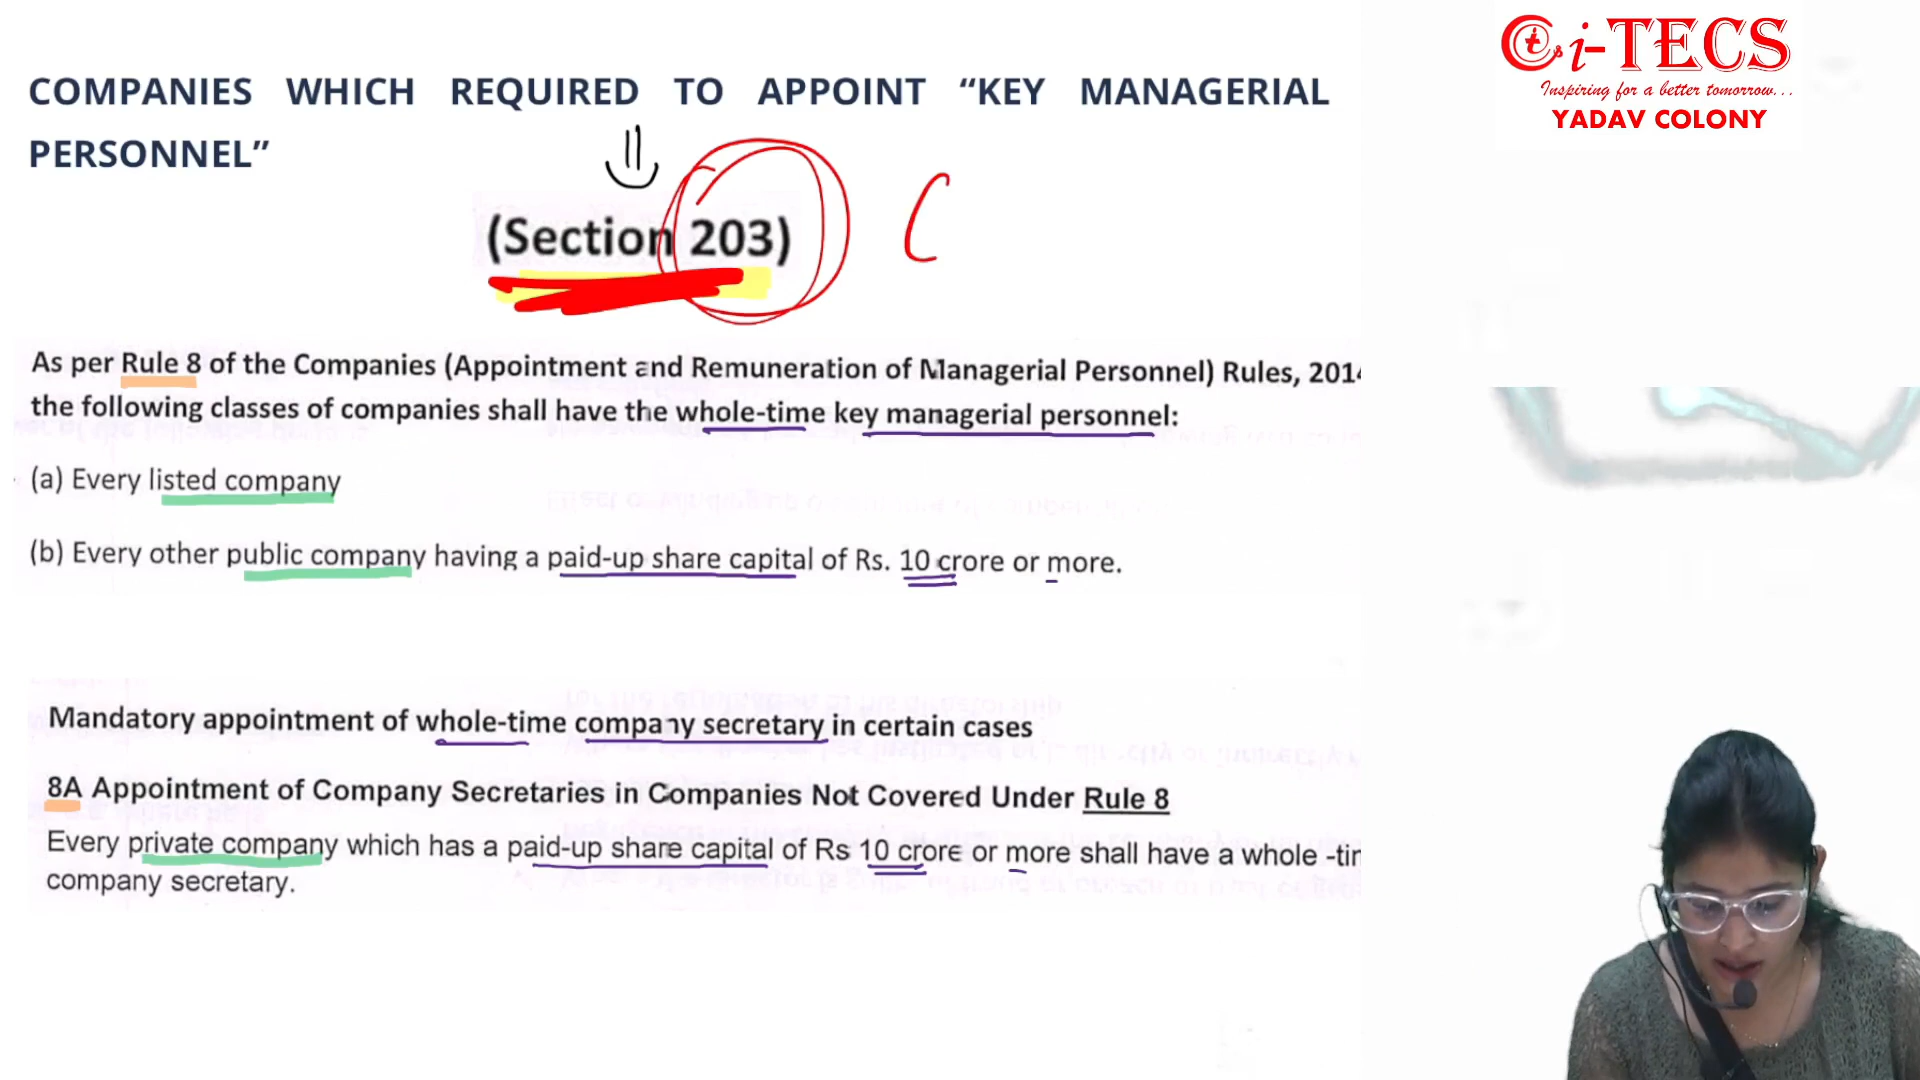 i-TECS
Inspiring for a better tomorrow...
YADAV COLONY
COMPANIES WHICH REQUIRED TO APPOINT “KEY MANAGERIAL
PERSONNEL”
(Section 203)
C
As per Rule 8 of the Companies (Appointment and Remuneration of Managerial Personnel) Rules, 2014
the following classes of companies shall have the whole-time key managerial personnel:
(a) Every listed company
(b) Every other public company having a paid-up share capital of Rs. 10 crore or more.
Mandatory appointment of whole-time company secretary in certain cases
8A Appointment of Company Secretaries in Companies Not Covered Under Rule 8
Every private company which has a paid-up share capital of Rs 10 crore or more shall have a whole -tim
company secretary.